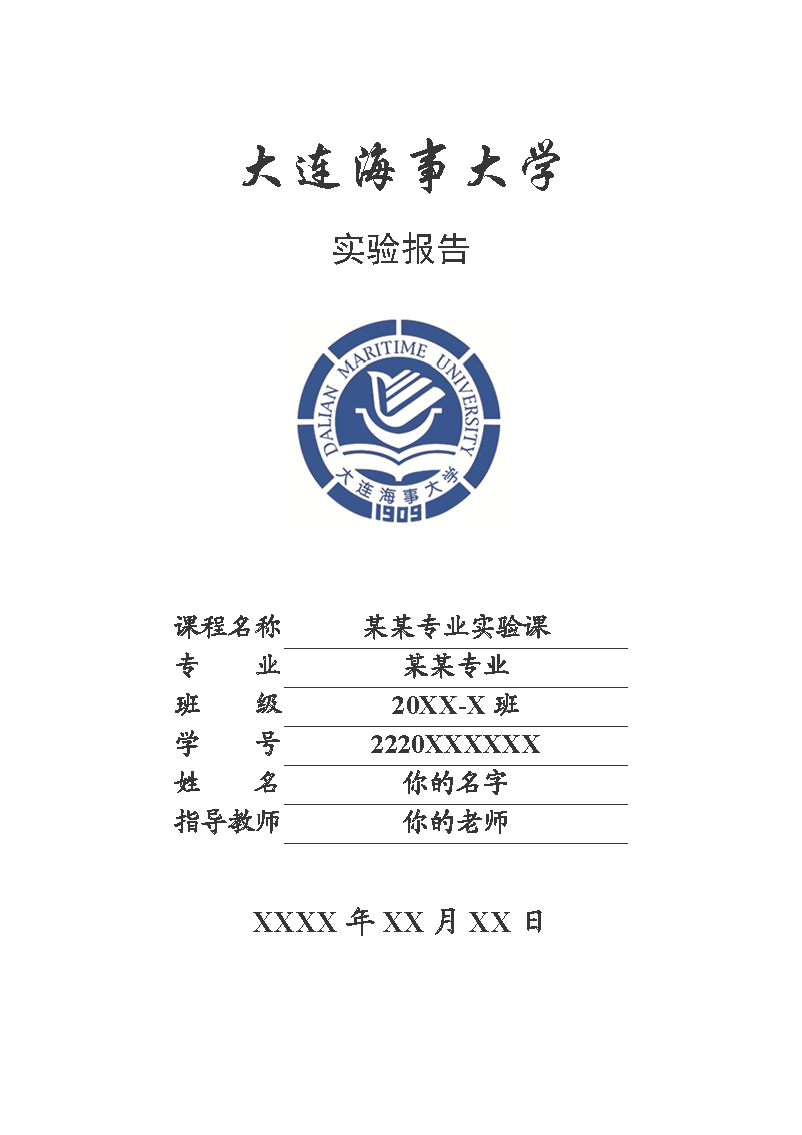 大连海事大学
实验报告
DALIAN MARITIME UNIVERSITY
大连海事大学
1909
课程名称 某某专业实验课
专 业 某某专业
班 级 20XX-X 班
学 号 2220XXXXXX
姓 名 你的名字
指导教师 你的老师
XXXX 年 XX 月 XX 日